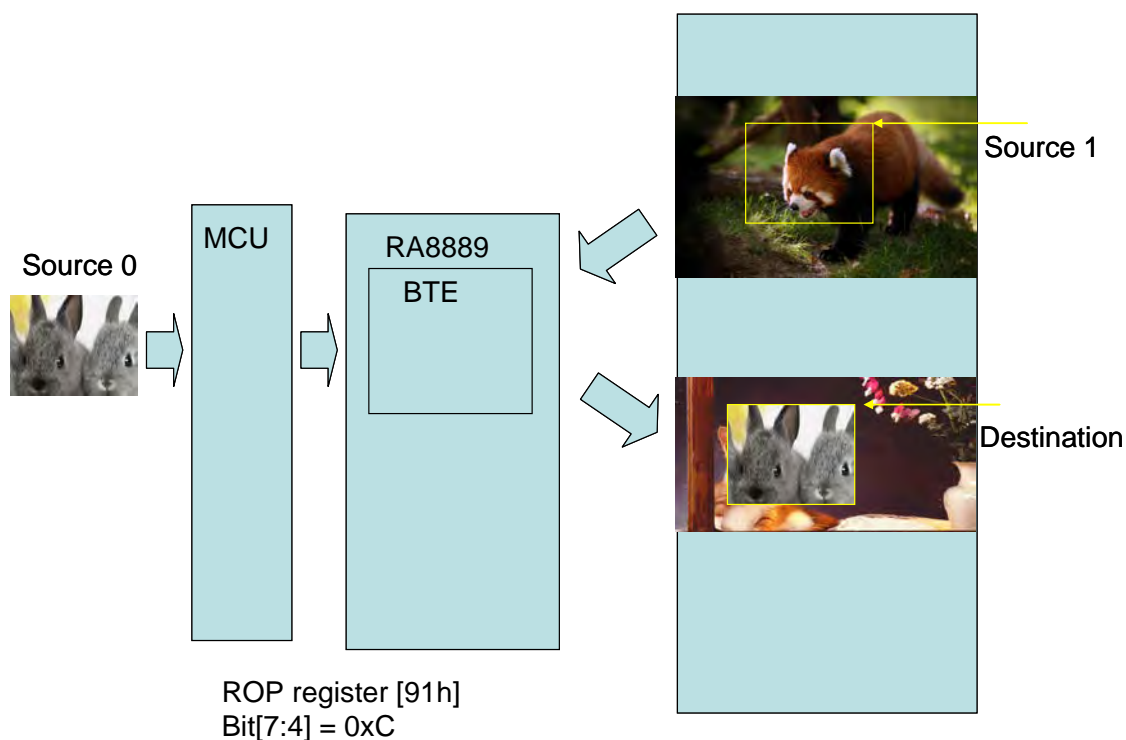 Source 1
MCU
RA8889
Source 0
BTE
Destination
ROP register [91h]
Bit[7:4] = 0xC